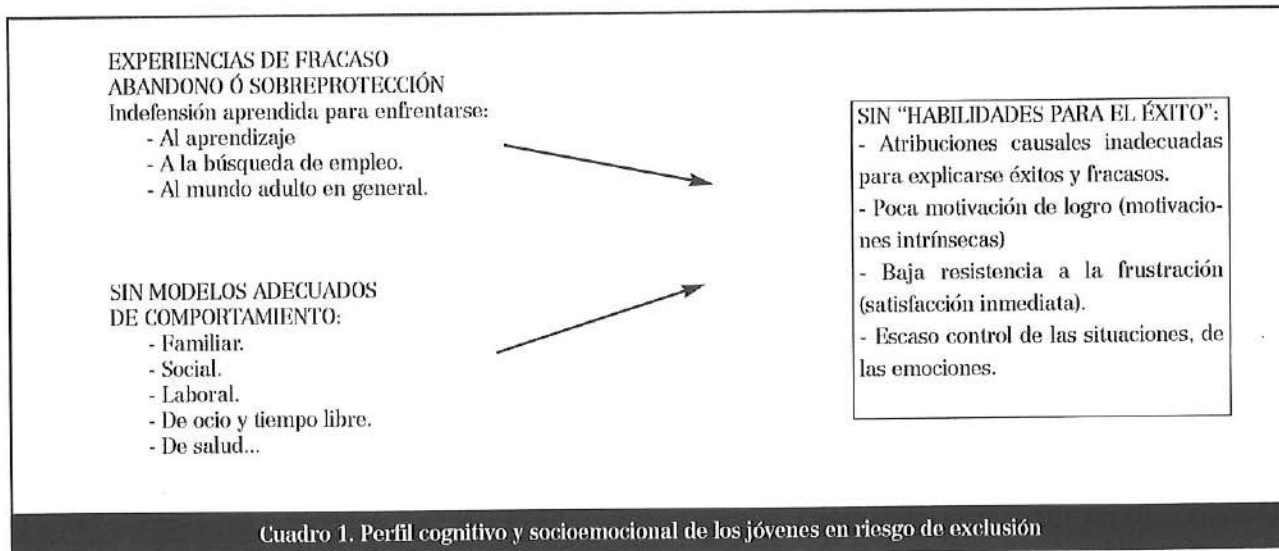 EXPERIENCIAS DE FRACASO
ABANDONO Ó SOBREPROTECCIÓN
Indefensión aprendida para enfrentarse:
- Al aprendizaje
- A la búsqueda de empleo.
- Al mundo adulto en general.
SIN MODELOS ADECUADOS
DE COMPORTAMIENTO:
- Familiar.
- Social.
- Laboral.
- De ocio y tiempo libre.
- De salud...
SIN "HABILIDADES PARA EL ÉXITO":
- Atribuciones causales inadecuadas
para explicarse éxitos y fracasos.
- Poca motivación de logro (motivacio-
nes intrínsecas)
- Baja resistencia a la frustración
(satisfacción inmediata).
- Escaso control de las situaciones, de
las emociones.
Cuadro 1. Perfil cognitivo y socioemocional de los jóvenes en riesgo de exclusión